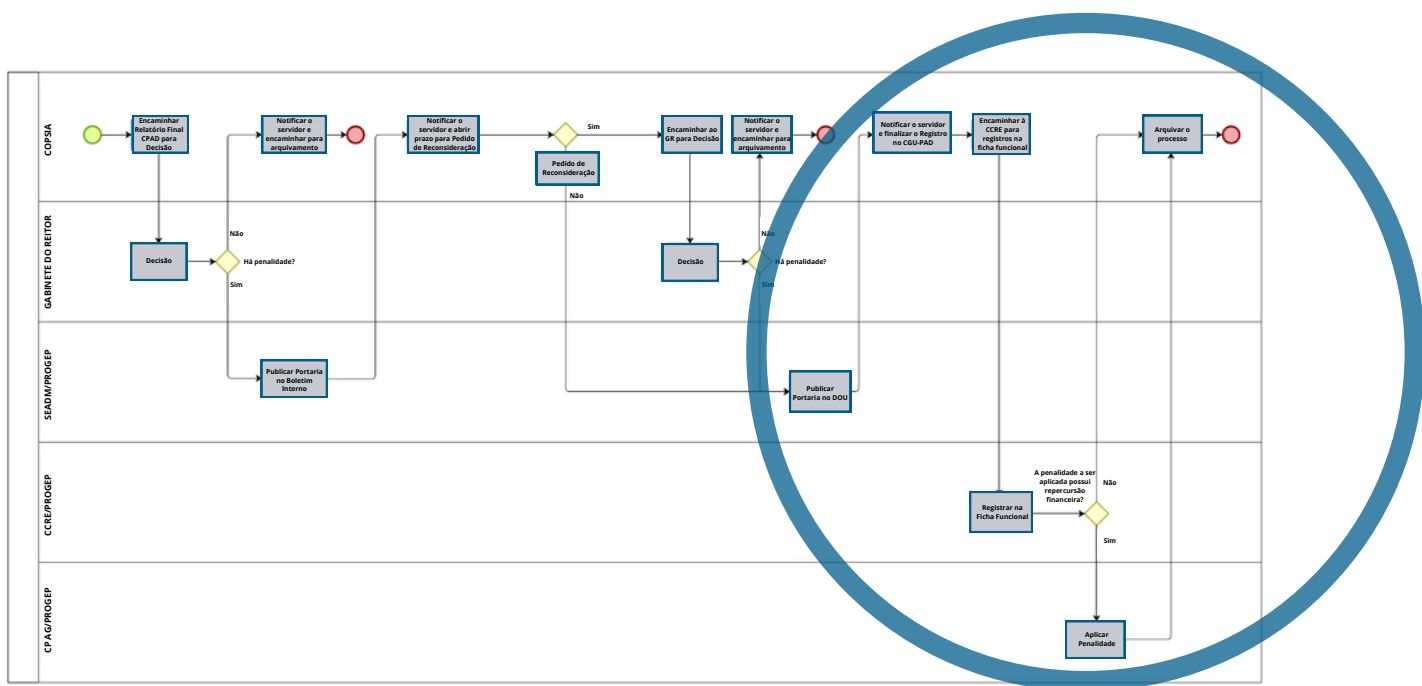 COPSIA
Encaminhar
Relatório Final
CPAD para
Decisão
Notificar o
servidor e
encaminhar para
arquivamento
Notificar o
servidor e abrir
prazo para Pedido
de Reconsideração
Sim
Pedido de
Reconsideração
Não
Encaminhar ao
GR para Decisão
Notificar o
servidor e
encaminhar para
arquivamento
Notificar o servidor
e finalizar o Registro
no CGU-PAD
Encaminhar à
CCRE para
registros na
ficha funcional
Arquivar o
processo
GABINETE DO REITOR
Decisão
Não
Há penalidade?
Sim
Decisão
Não
Há penalidade?
Sim
SEADM/PROGEP
Publicar Portaria
no Boletim
Interno
Publicar
Portaria no DOU
CCRE/PROGEP
Registrar na
Ficha Funcional
A penalidade a ser
aplicada possui
repercursão
financeira?
Não
Sim
CPAG/PROGEP
Aplicar
Penalidade